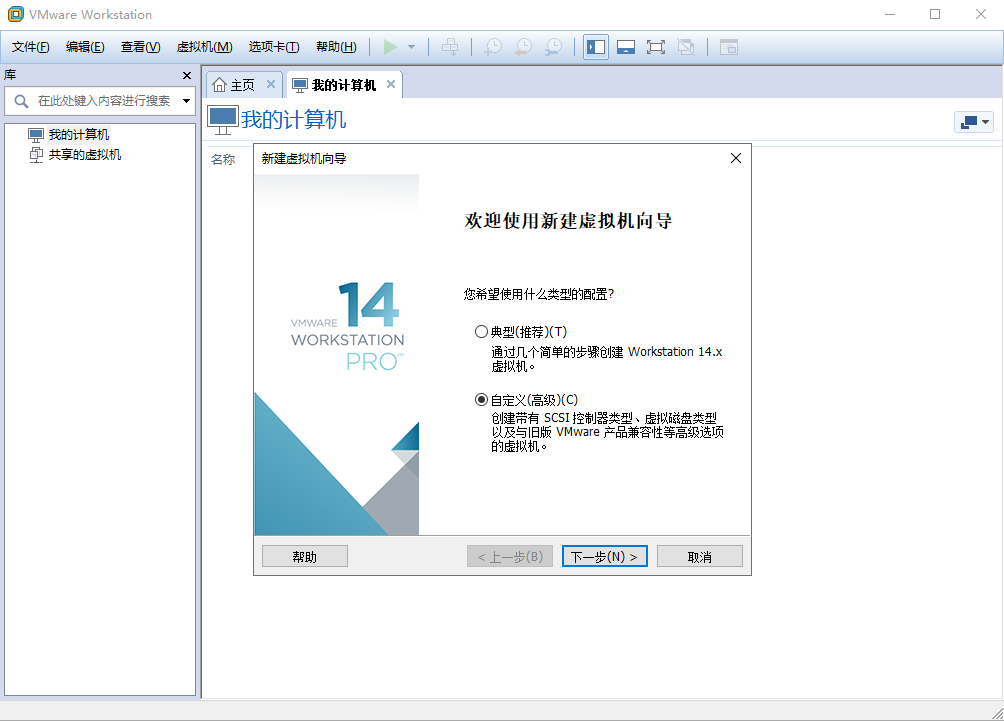 VMware Workstation
文件(F) 编辑(E) 查看(V) 虚拟机(M) 选项卡(T) 帮助(H)
库
在此处键入内容进行搜索
我的计算机
共享的虚拟机
主页
我的计算机
我的计算机
名称
新建虚拟机向导
14
VMWARE
WORKSTATION
PRO™
欢迎使用新建虚拟机向导
您希望使用什么类型的配置?
典型(推荐)(T)
通过几个简单的步骤创建 Workstation 14.x
虚拟机。
自定义(高级)(C)
创建带有 SCSI 控制器类型、虚拟磁盘类型
以及与旧版 VMware 产品兼容性等高级选项
的虚拟机。
帮助
< 上一步(B)
下一步(N) >
取消